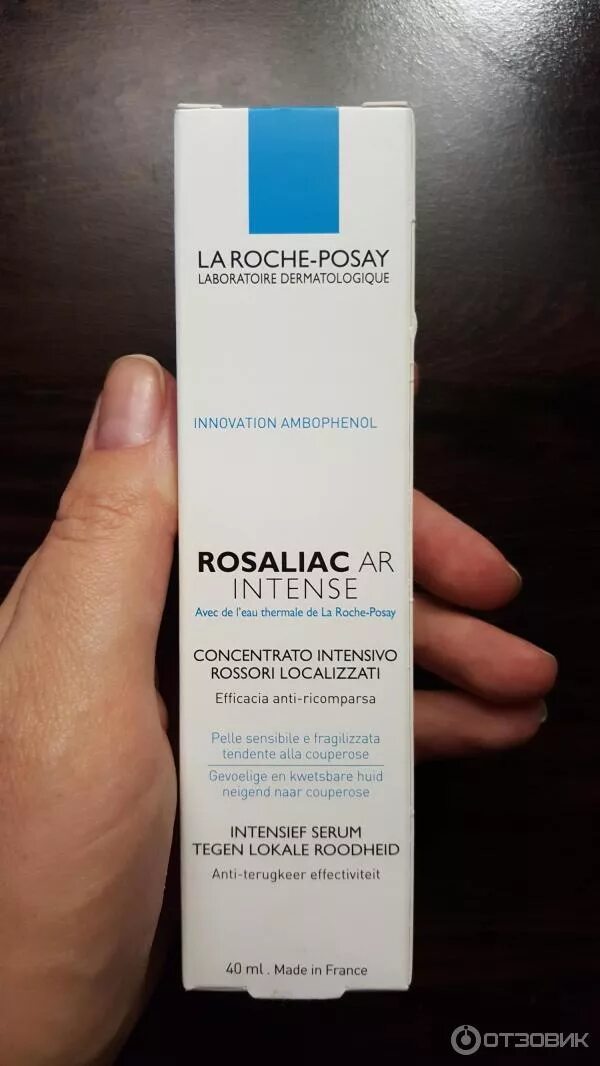 LA ROCHE-POSAY
LABORATOIRE DERMATOLOGIQUE
INNOVATION AMBOPHENOL
ROSALIAC AR
INTENSE
Avec de l'eau thermale de La Roche-Posay
CONCENTRATO INTENSIVO
ROSSORI LOCALIZZATI
Efficacia anti-ricomparsa
Pelle sensibile e fragilizzata
tendente alla couperose
Gevoelige en kwetsbare huid
neigend naar couperose
INTENSIEF SERUM
TEGEN LOKALE ROODHEID
Anti-terugkeer effectiviteit
40 ml . Made in France
ОТЗОВИК